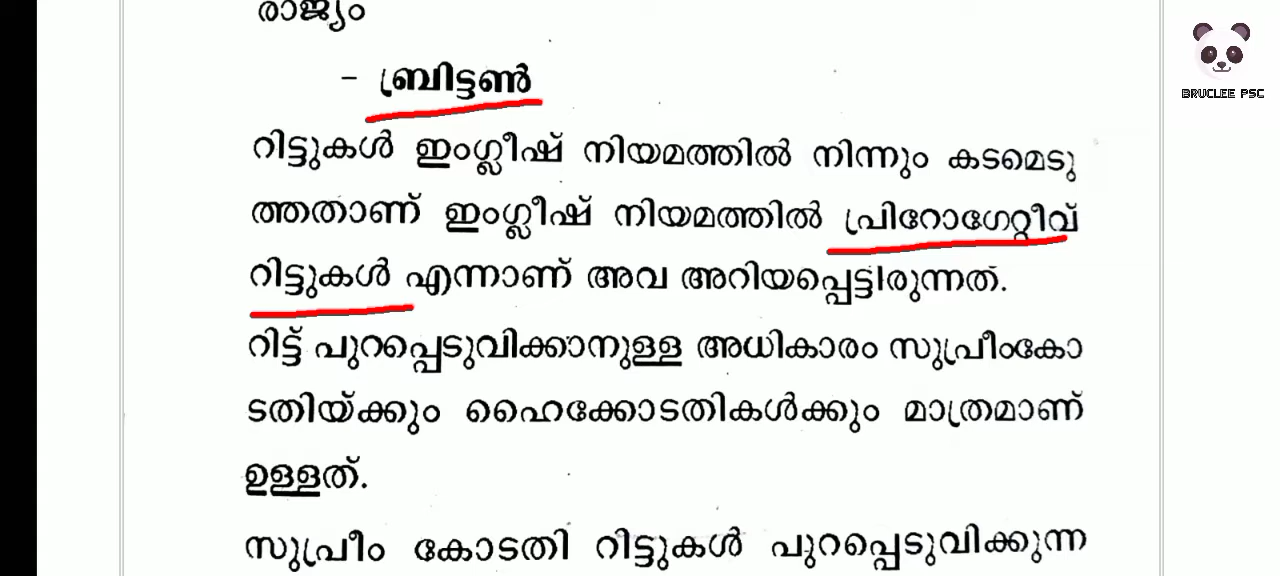 രാജ്യം
BRUCLEE PSC
– ബ്രിട്ടൺ
റിട്ടുകൾ ഇംഗ്ലീഷ് നിയമത്തിൽ നിന്നും കടമെടു
ത്തതാണ് ഇംഗ്ലീഷ് നിയമത്തിൽ പ്രിറോഗേറ്റീവ്
റിട്ടുകൾ എന്നാണ് അവ അറിയപ്പെട്ടിരുന്നത്.
റിട്ട് പുറപ്പെടുവിക്കാനുള്ള അധികാരം സുപ്രീംകോ
ടതിയ്ക്കും ഹൈക്കോടതികൾക്കും മാത്രമാണ്
ഉള്ളത്.
സുപ്രീം കോടതി റിട്ടുകൾ പുറപ്പെടുവിക്കുന്ന